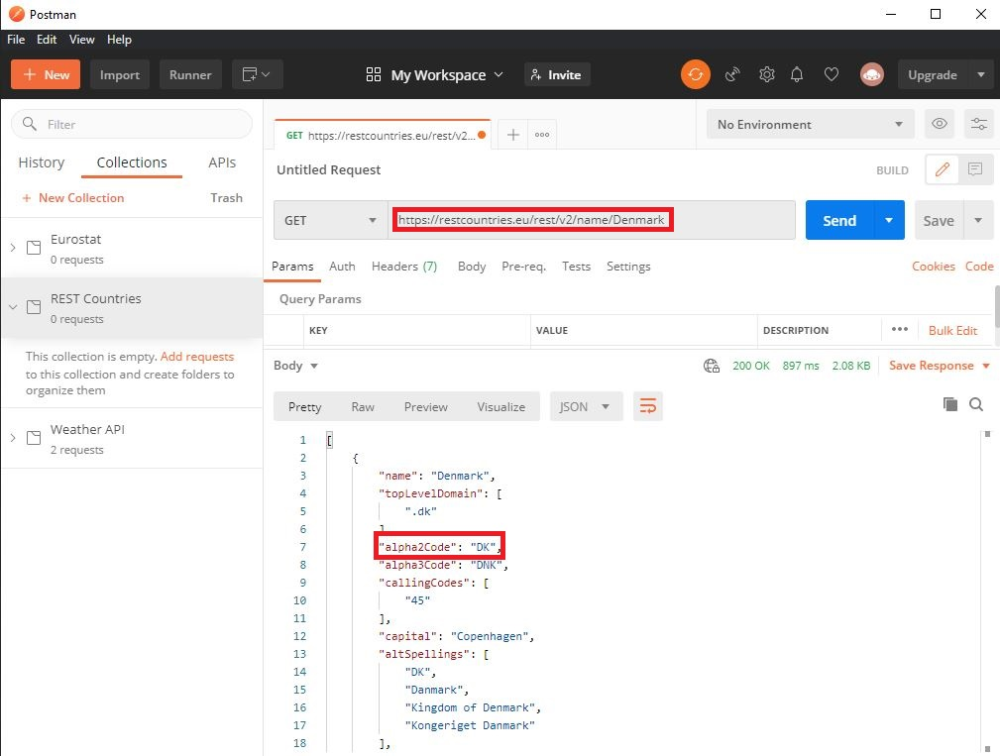 Postman
File Edit View Help
+ New Import Runner My Workspace Invite Upgrade
Filter
History Collections APIs
+ New Collection Trash
Eurostat
0 requests
REST Countries
0 requests
This collection is empty. Add requests
to this collection and create folders to
organize them
Weather API
2 requests
GET https://restcountries.eu/rest/v2... + ooo No Environment
Untitled Request BUILD
GET https://restcountries.eu/rest/v2/name/Denmark Send Save
Params Auth Headers (7) Body Pre-req. Tests Settings Cookies Code
Query Params
KEY VALUE DESCRIPTION ••• Bulk Edit
Body 200 OK 897 ms 2.08 KB Save Response
Pretty Raw Preview Visualize JSON
1 [
2 {
3 "name": "Denmark",
4 "topLevelDomain": [
5 ".dk"
6 ]
7 "alpha2Code": "DK",
8 "alpha3Code": "DNK",
9 "callingCodes": [
10 "45"
11 ],
12 "capital": "Copenhagen",
13 "altSpellings": [
14 "DK",
15 "Danmark",
16 "Kingdom of Denmark",
17 "Kongeriget Danmark"
18 ],